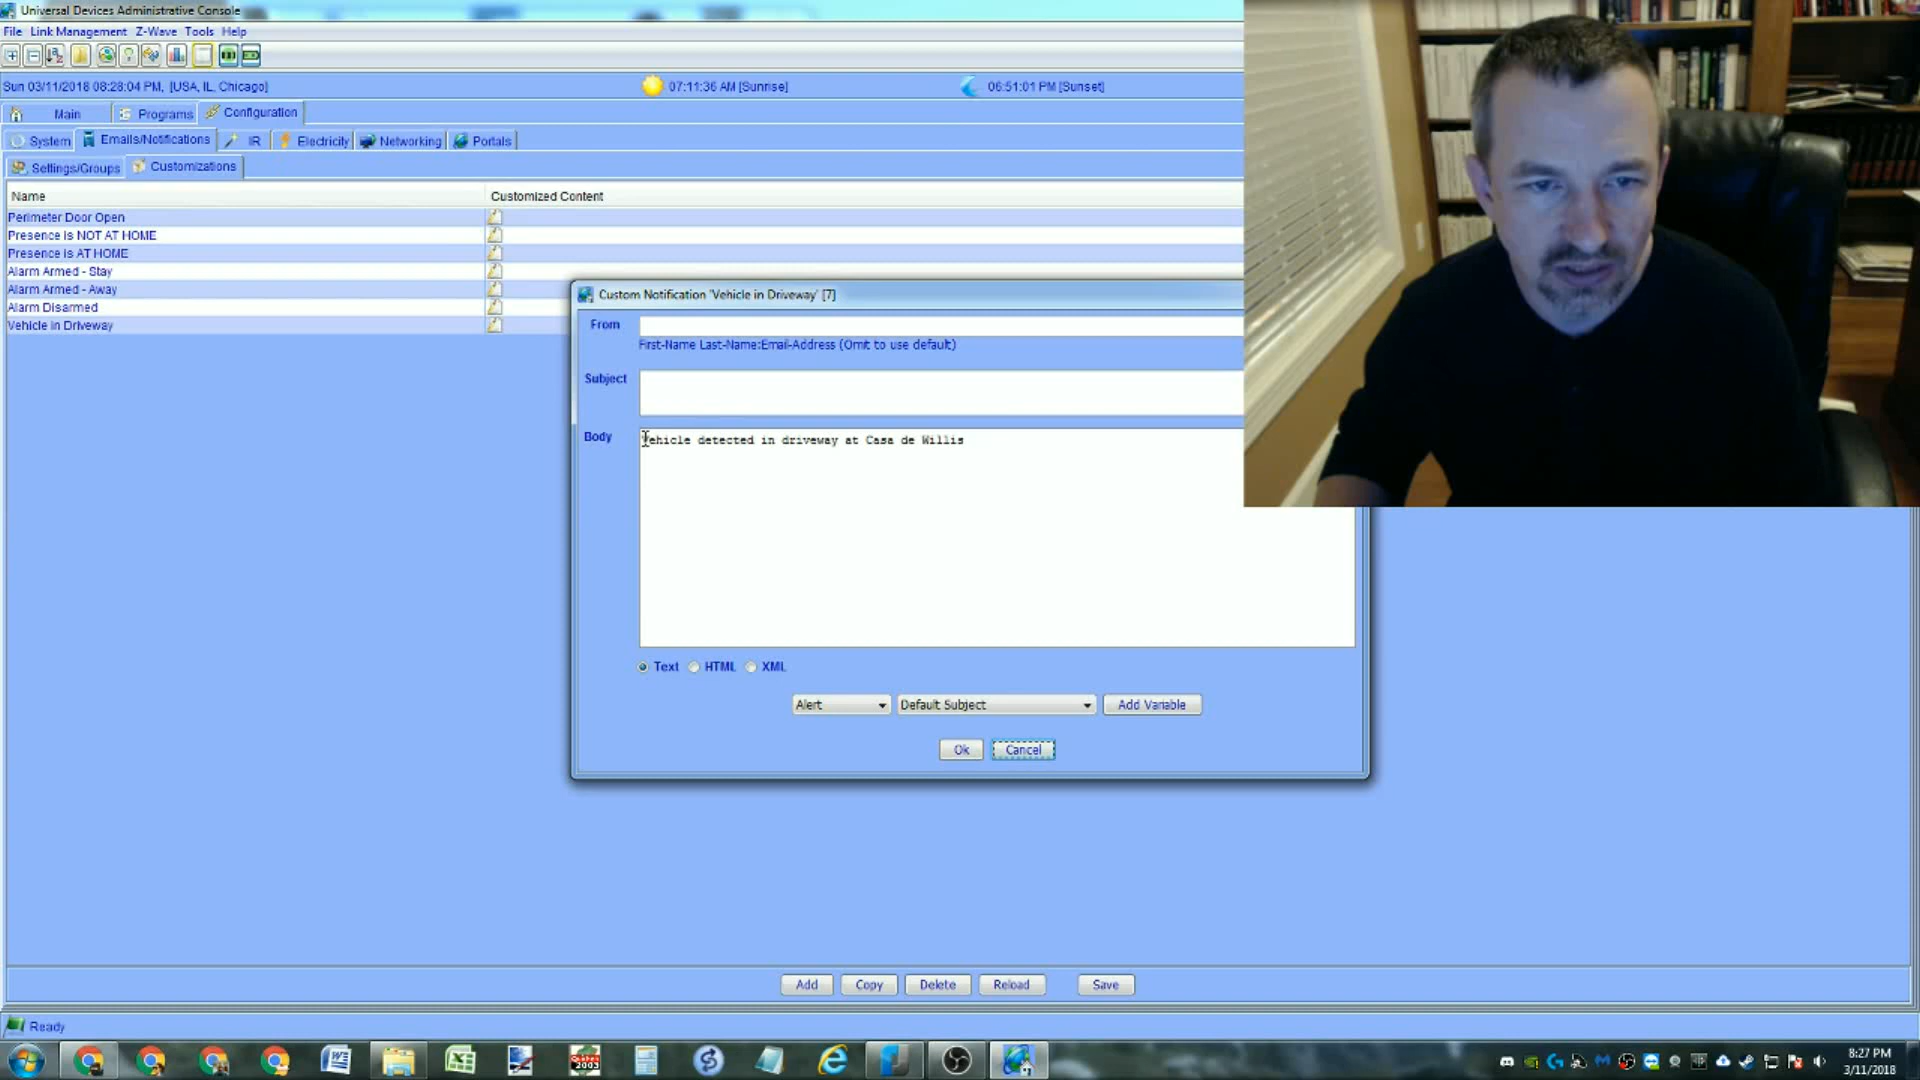 Universal Devices Administrative Console
File Link Management Z-Wave Tools Help
Sun 03/11/2018 08:28:04 PM, [USA, IL, Chicago]
07:11:36 AM [Sunrise]
06:51:01 PM [Sunset]
Main Programs Configuration
System Emails/Notifications IR Electricity Networking Portals
Settings/Groups Customizations
Name Customized Content
Perimeter Door Open
Presence is NOT AT HOME
Presence is AT HOME
Alarm Armed - Stay
Alarm Armed - Away
Alarm Disarmed
Vehicle in Driveway
Custom Notification 'Vehicle in Driveway' [7]
From
First-Name Last-Name:Email-Address (Omit to use default)
Subject
Body
Vehicle detected in driveway at Casa de Willis
Text HTML XML
Alert Default Subject Add Variable
Ok Cancel
Add Copy Delete Reload Save
Ready
8:27 PM
3/11/2018